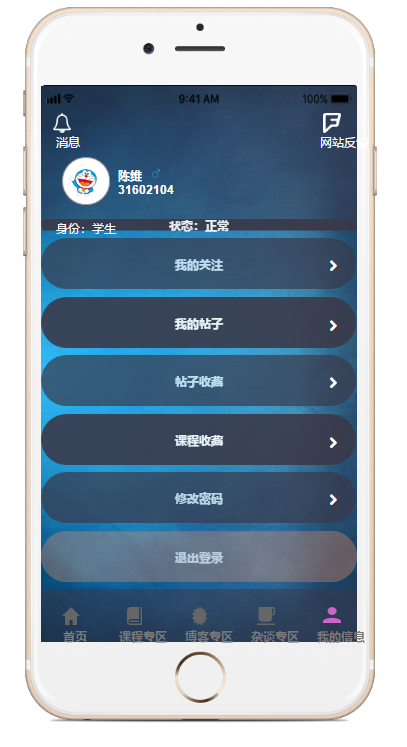 9:41 AM 100%
消息 网站反
陈维 ♂
31602104
身份：学生 状态：正常
我的关注
我的帖子
帖子收藏
课程收藏
修改密码
退出登录
首页 课程专区 博客专区 杂谈专区 我的信息